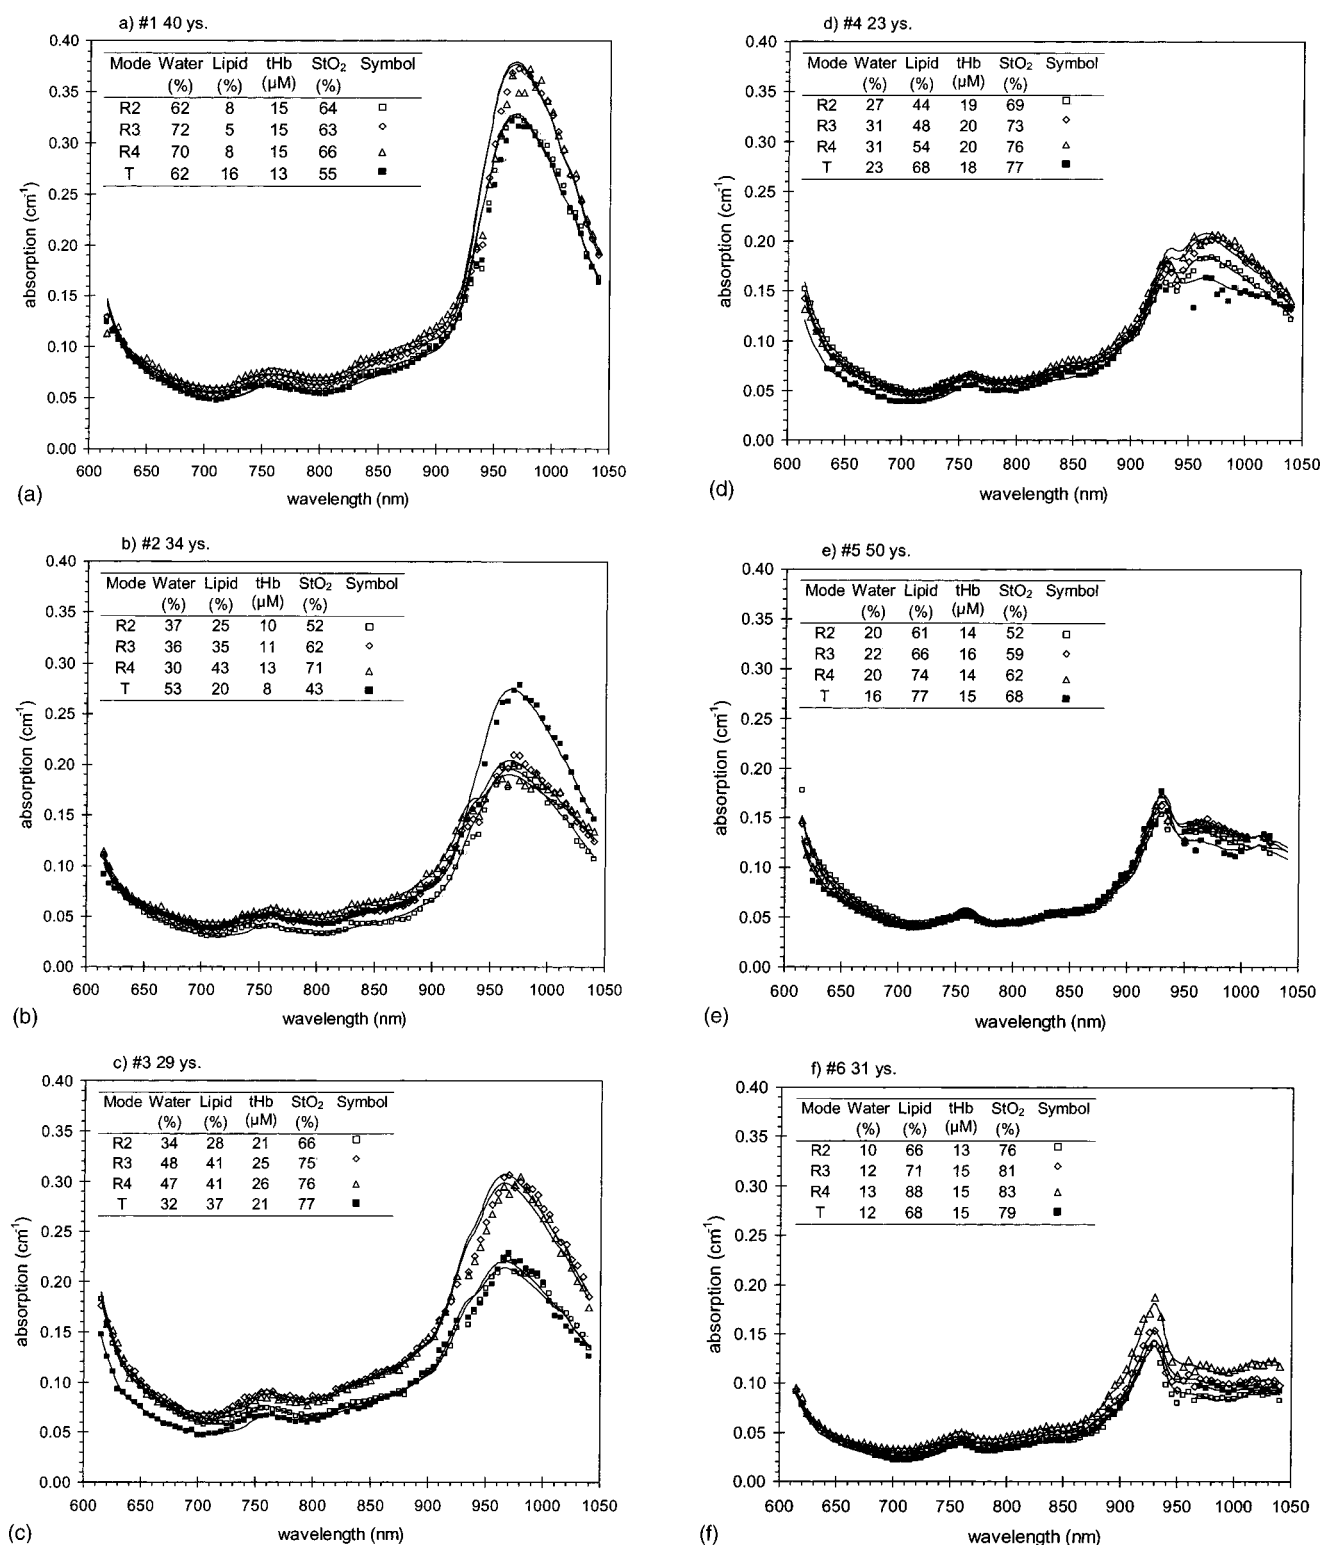 a) #1 40 ys.
0.40
0.35
0.30
0.25
0.20
0.15
0.10
0.05
0.00
absorption (cm-1)
Mode Water Lipid tHb StO2 Symbol
(%) (%) (µM) (%)
R2 62 8 15 64
R3 72 5 15 63
R4 70 8 15 66
T 62 16 13 55
600 650 700 750 800 850 900 950 1000 1050
wavelength (nm)
(a)
b) #2 34 ys.
0.40
0.35
0.30
0.25
0.20
0.15
0.10
0.05
0.00
absorption (cm-1)
Mode Water Lipid tHb StO2 Symbol
(%) (%) (µM) (%)
R2 37 25 10 52
R3 36 35 11 62
R4 30 43 13 71
T 53 20 8 43
600 650 700 750 800 850 900 950 1000 1050
wavelength (nm)
(b)
c) #3 29 ys.
0.40
0.35
0.30
0.25
0.20
0.15
0.10
0.05
0.00
absorption (cm-1)
Mode Water Lipid tHb StO2 Symbol
(%) (%) (µM) (%)
R2 34 28 21 66
R3 48 41 25 75
R4 47 41 26 76
T 32 37 21 77
600 650 700 750 800 850 900 950 1000 1050
wavelength (nm)
(c)
d) #4 23 ys.
0.40
0.35
0.30
0.25
0.20
0.15
0.10
0.05
0.00
absorption (cm-1)
Mode Water Lipid tHb StO2 Symbol
(%) (%) (µM) (%)
R2 27 44 19 69
R3 31 48 20 73
R4 31 54 20 76
T 23 68 18 77
600 650 700 750 800 850 900 950 1000 1050
wavelength (nm)
(d)
e) #5 50 ys.
0.40
0.35
0.30
0.25
0.20
0.15
0.10
0.05
0.00
absorption (cm-1)
Mode Water Lipid tHb StO2 Symbol
(%) (%) (µM) (%)
R2 20 61 14 52
R3 22 66 16 59
R4 20 74 14 62
T 16 77 15 68
600 650 700 750 800 850 900 950 1000 1050
wavelength (nm)
(e)
f) #6 31 ys.
0.40
0.35
0.30
0.25
0.20
0.15
0.10
0.05
0.00
absorption (cm-1)
Mode Water Lipid tHb StO2 Symbol
(%) (%) (µM) (%)
R2 10 66 13 76
R3 12 71 15 81
R4 13 88 15 83
T 12 68 15 79
600 650 700 750 800 850 900 950 1000 1050
wavelength (nm)
(f)